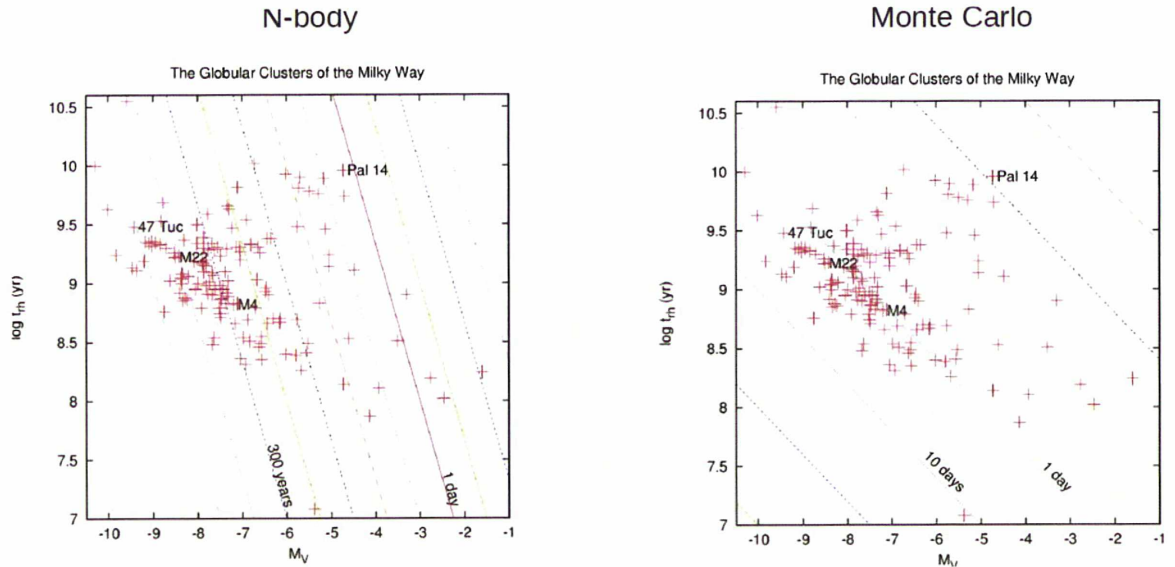 N-body
The Globular Clusters of the Milky Way
10.5
10
9.5
9
8.5
8
7.5
7
log t_rh (yr)
Pal 14
47 Tuc
M22
M4
300 years
1 day
-10 -9 -8 -7 -6 -5 -4 -3 -2 -1
M_V
Monte Carlo
The Globular Clusters of the Milky Way
10.5
10
9.5
9
8.5
8
7.5
7
log t_rh (yr)
Pal 14
47 Tuc
M22
M4
10 days
1 day
-10 -9 -8 -7 -6 -5 -4 -3 -2 -1
M_V